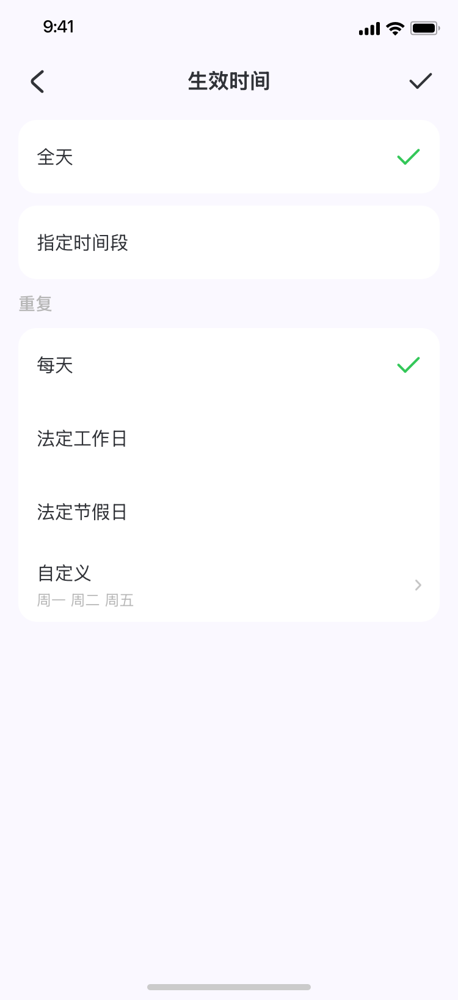 9:41
生效时间
全天
指定时间段
重复
每天
法定工作日
法定节假日
自定义
周一 周二 周五